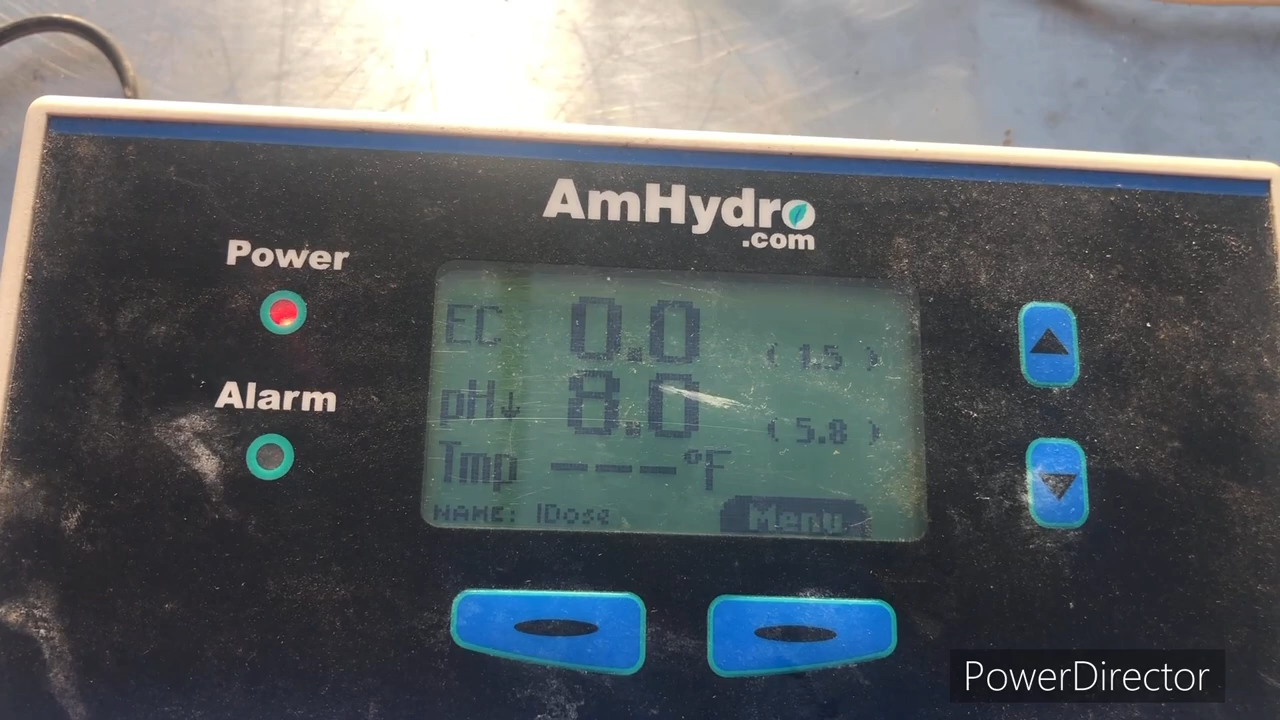 AmHydro
.com
Power
Alarm
EC 0.0 (1.5)
pH↓ 8.0 (5.8)
Tmp ---°F
NAME: IDose
Menu
PowerDirector